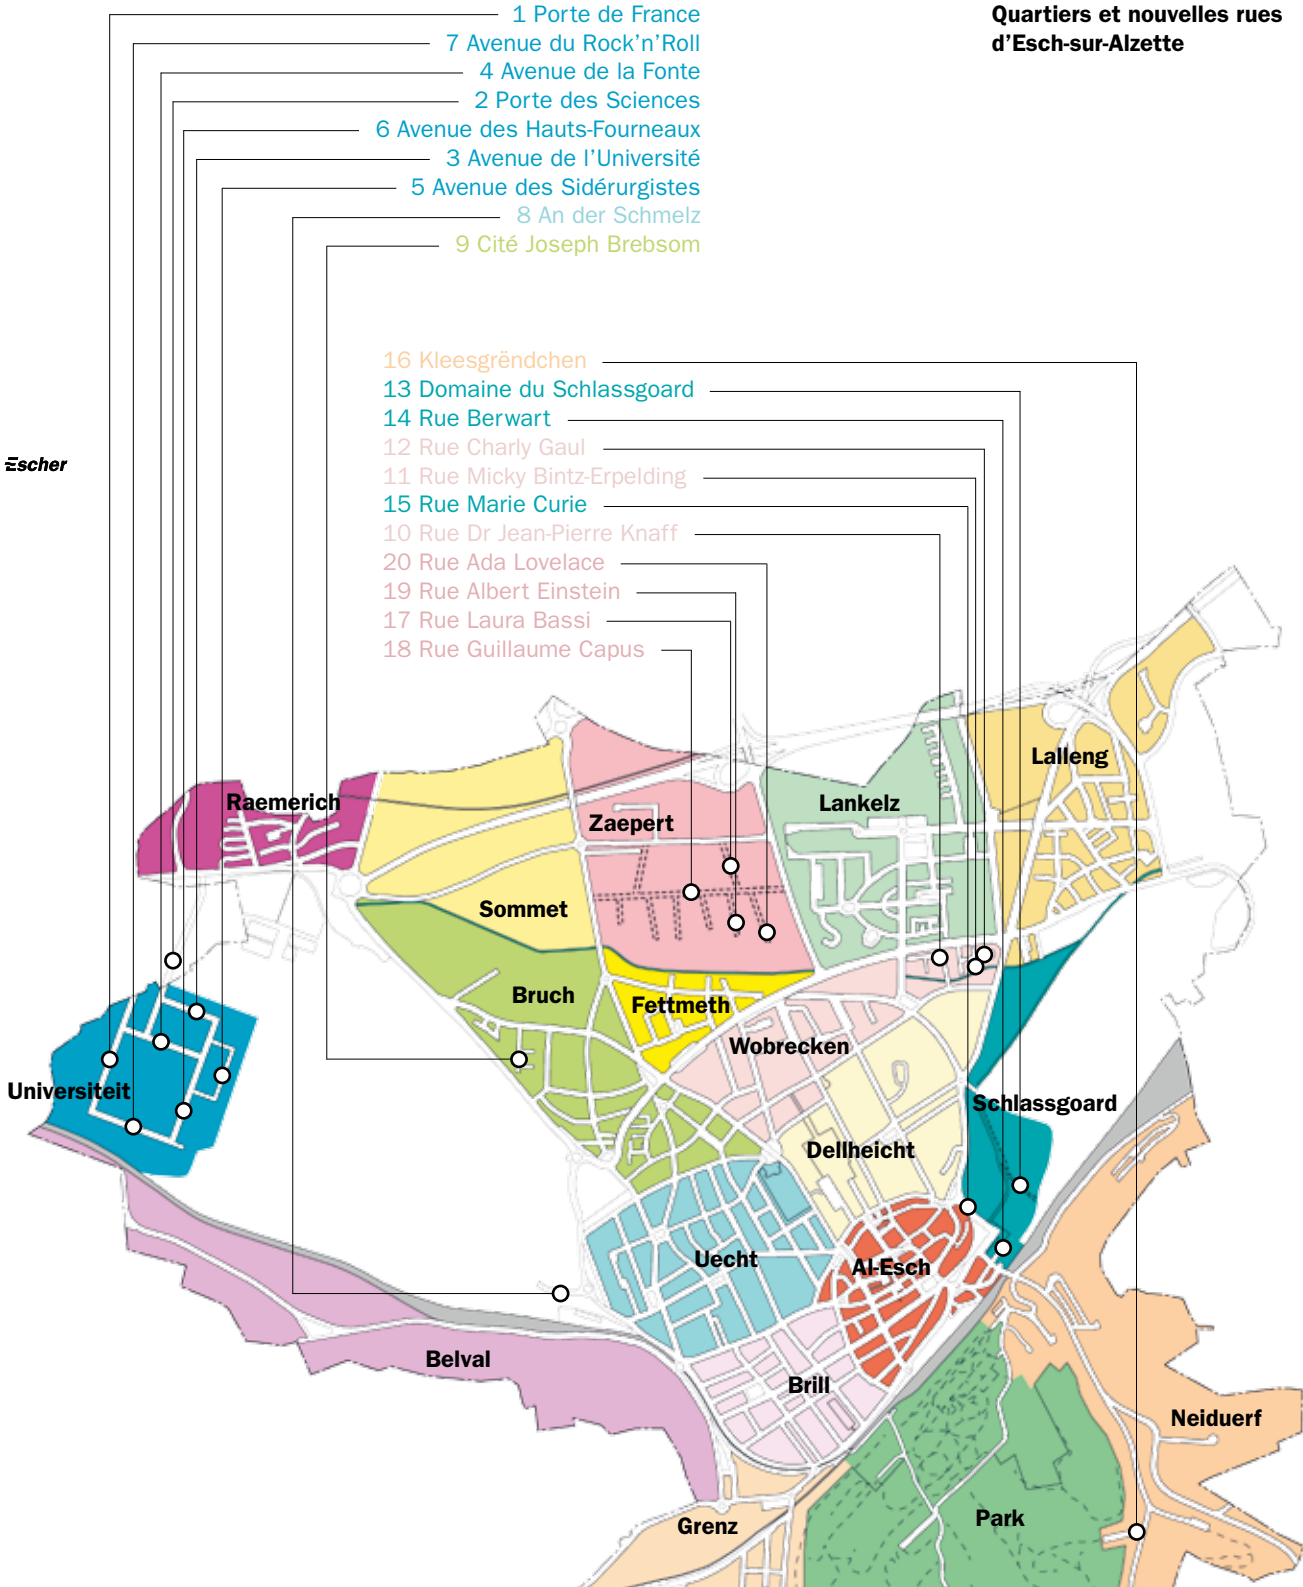 1 Porte de France
7 Avenue du Rock’n’Roll
4 Avenue de la Fonte
2 Porte des Sciences
6 Avenue des Hauts-Fourneaux
3 Avenue de l’Université
5 Avenue des Sidérurgistes
8 An der Schmelz
9 Cité Joseph Brebsom
Quartiers et nouvelles rues
d’Esch-sur-Alzette
16 Kleesgrëndchen
13 Domaine du Schlassgoard
14 Rue Berwart
12 Rue Charly Gaul
11 Rue Micky Bintz-Erpelding
15 Rue Marie Curie
10 Rue Dr Jean-Pierre Knaff
20 Rue Ada Lovelace
19 Rue Albert Einstein
17 Rue Laura Bassi
18 Rue Guillaume Capus
Escher
Lalleng
Raemerich
Lankelz
Zaepert
Sommet
Bruch
Fettmeth
Wobrecken
Universiteit
Schlassgoard
Dellheicht
Uecht
Al-Esch
Belval
Brill
Neiduerf
Park
Grenz